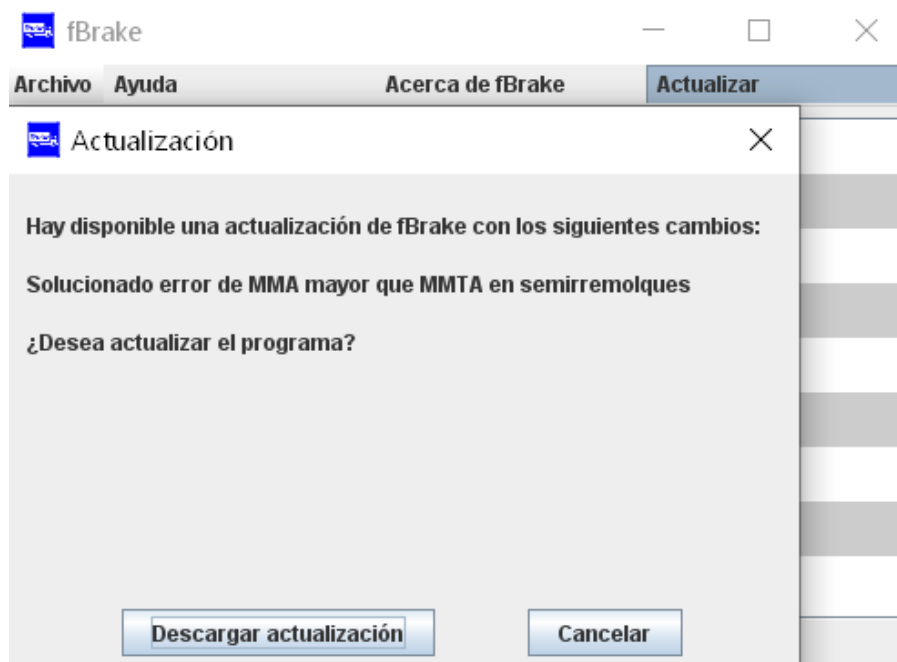 fBrake
Archivo Ayuda Acerca de fBrake Actualizar
Actualización
Hay disponible una actualización de fBrake con los siguientes cambios:
Solucionado error de MMA mayor que MMTA en semirremolques
¿Desea actualizar el programa?
Descargar actualización Cancelar